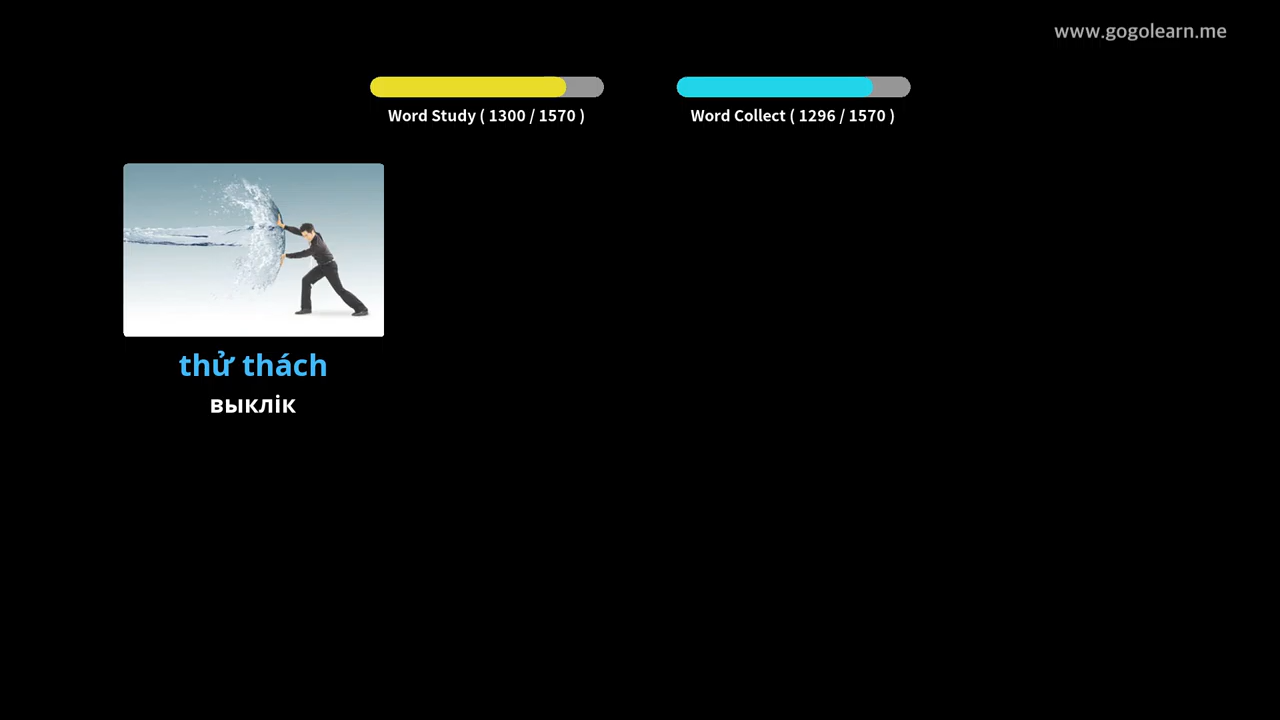 www.gogolearn.me
Word Study ( 1300 / 1570 )
Word Collect ( 1296 / 1570 )
thử thách
выклік